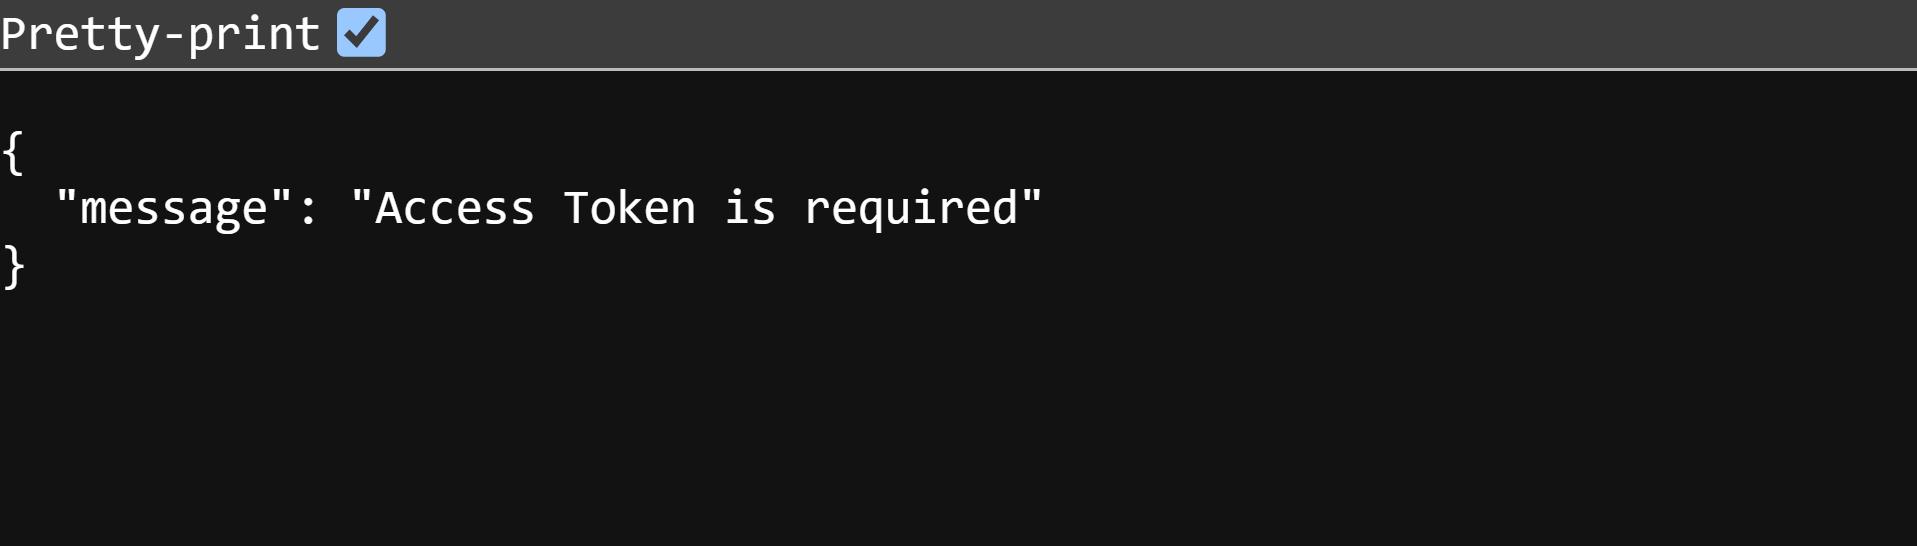 Pretty-print
{
  "message": "Access Token is required"
}